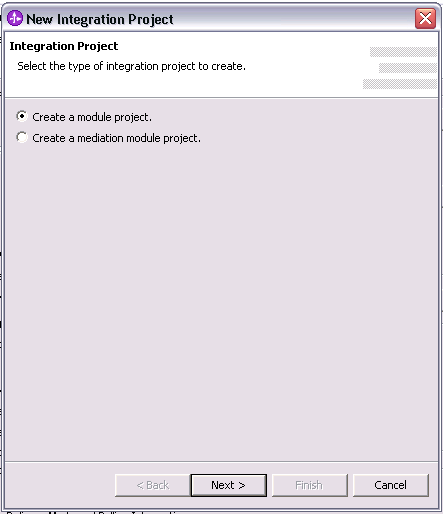 New Integration Project
Integration Project
Select the type of integration project to create.
Create a module project.
Create a mediation module project.
< Back
Next >
Finish
Cancel